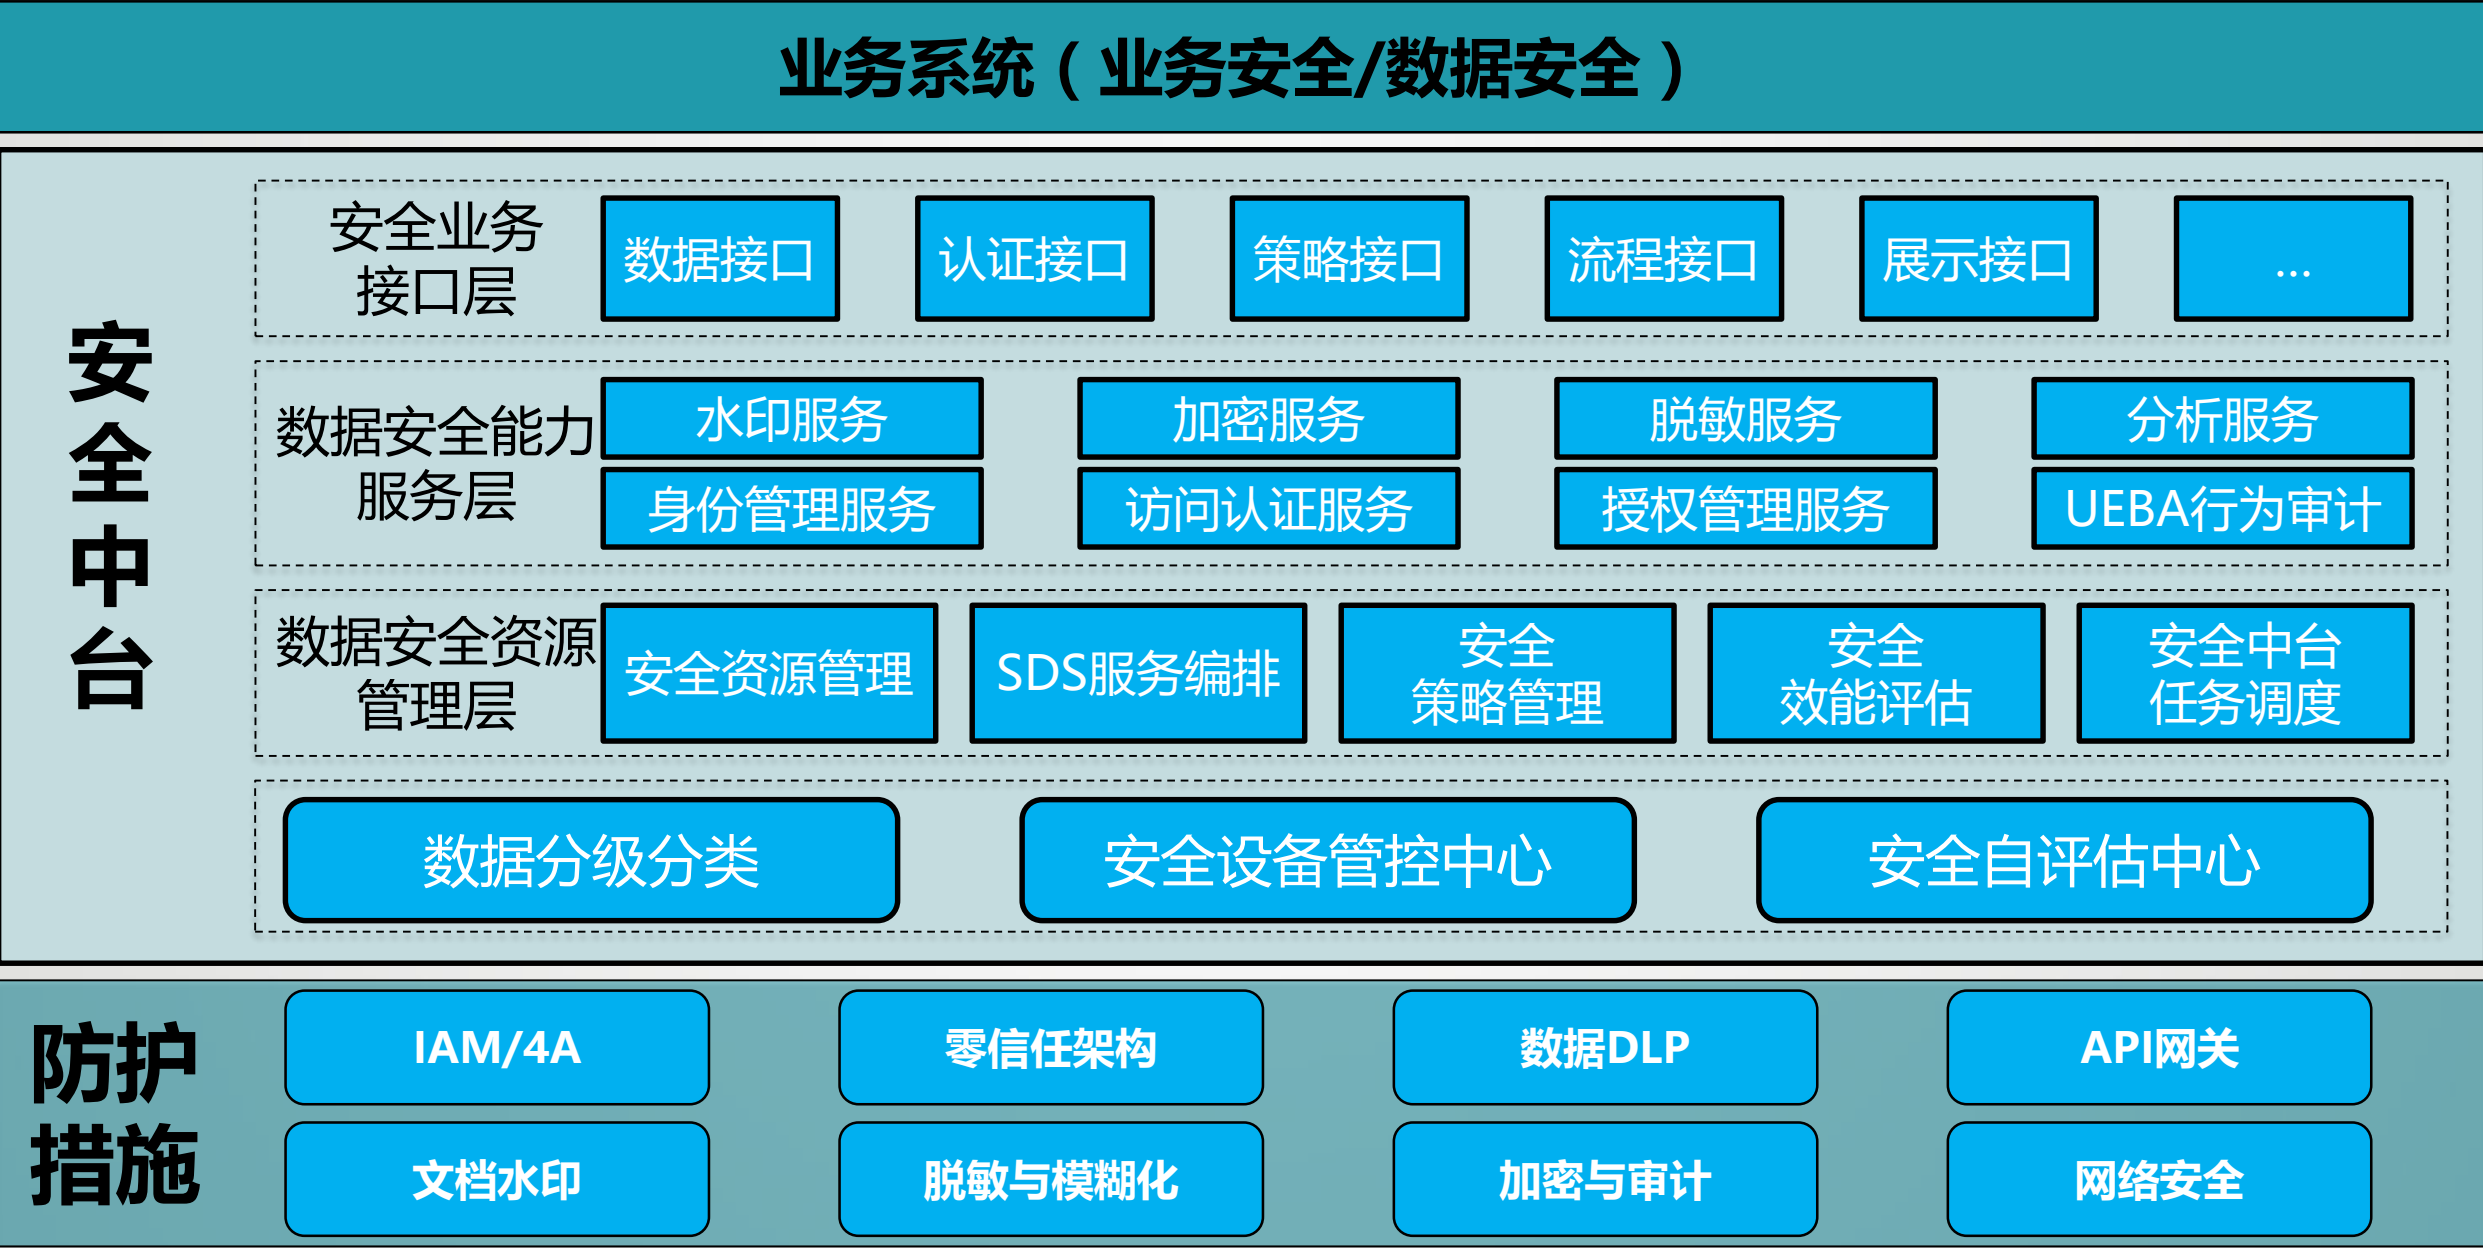 业务系统（业务安全/数据安全）
安全中台
安全业务
接口层
数据接口
认证接口
策略接口
流程接口
展示接口
...
数据安全能力
服务层
水印服务
加密服务
脱敏服务
分析服务
身份管理服务
访问认证服务
授权管理服务
UEBA行为审计
数据安全资源
管理层
安全资源管理
SDS服务编排
安全
策略管理
安全
效能评估
安全中台
任务调度
数据分级分类
安全设备管控中心
安全自评估中心
防护
措施
IAM/4A
零信任架构
数据DLP
API网关
文档水印
脱敏与模糊化
加密与审计
网络安全